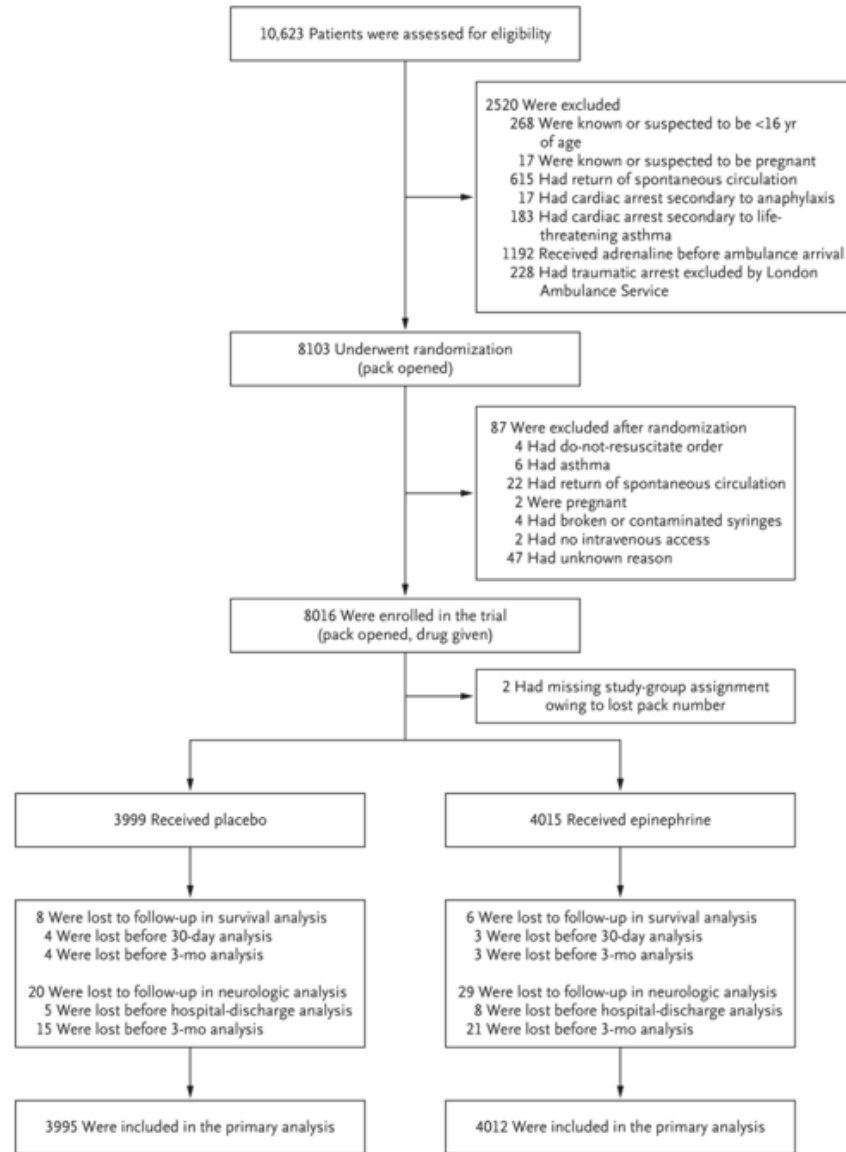 10,623 Patients were assessed for eligibility
2520 Were excluded
268 Were known or suspected to be <16 yr
of age
17 Were known or suspected to be pregnant
615 Had return of spontaneous circulation
17 Had cardiac arrest secondary to anaphylaxis
183 Had cardiac arrest secondary to life-
threatening asthma
1192 Received adrenaline before ambulance arrival
228 Had traumatic arrest excluded by London
Ambulance Service
8103 Underwent randomization
(pack opened)
87 Were excluded after randomization
4 Had do-not-resuscitate order
6 Had asthma
22 Had return of spontaneous circulation
2 Were pregnant
4 Had broken or contaminated syringes
2 Had no intravenous access
47 Had unknown reason
8016 Were enrolled in the trial
(pack opened, drug given)
2 Had missing study-group assignment
owing to lost pack number
3999 Received placebo
4015 Received epinephrine
8 Were lost to follow-up in survival analysis
4 Were lost before 30-day analysis
4 Were lost before 3-mo analysis
20 Were lost to follow-up in neurologic analysis
5 Were lost before hospital-discharge analysis
15 Were lost before 3-mo analysis
6 Were lost to follow-up in survival analysis
3 Were lost before 30-day analysis
3 Were lost before 3-mo analysis
29 Were lost to follow-up in neurologic analysis
8 Were lost before hospital-discharge analysis
21 Were lost before 3-mo analysis
3995 Were included in the primary analysis
4012 Were included in the primary analysis